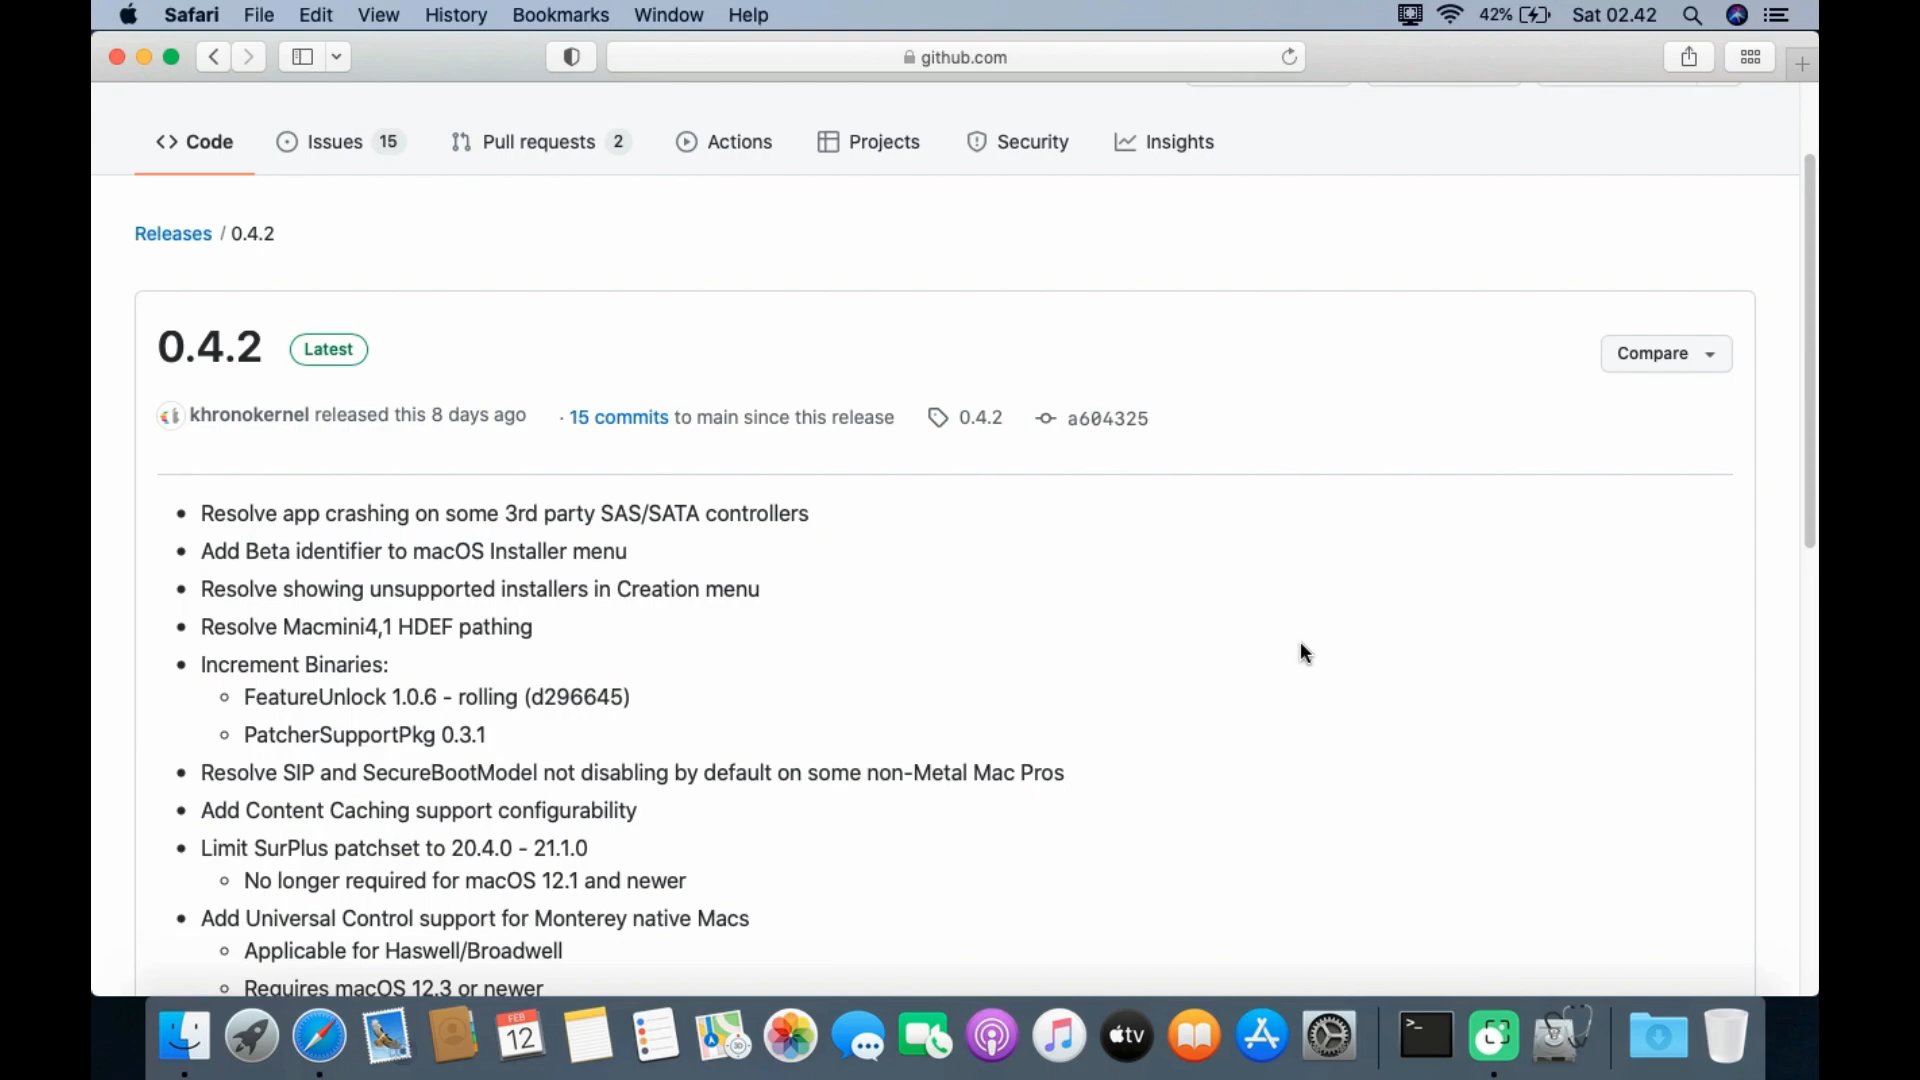 Safari File Edit View History Bookmarks Window Help 42% Sat 02.42
github.com
Code Issues 15 Pull requests 2 Actions Projects Security Insights
Releases / 0.4.2
0.4.2 Latest Compare
khronokernel released this 8 days ago · 15 commits to main since this release 0.4.2 a604325
• Resolve app crashing on some 3rd party SAS/SATA controllers
• Add Beta identifier to macOS Installer menu
• Resolve showing unsupported installers in Creation menu
• Resolve Macmini4,1 HDEF pathing
• Increment Binaries:
◦ FeatureUnlock 1.0.6 - rolling (d296645)
◦ PatcherSupportPkg 0.3.1
• Resolve SIP and SecureBootModel not disabling by default on some non-Metal Mac Pros
• Add Content Caching support configurability
• Limit SurPlus patchset to 20.4.0 - 21.1.0
◦ No longer required for macOS 12.1 and newer
• Add Universal Control support for Monterey native Macs
◦ Applicable for Haswell/Broadwell
◦ Requires macOS 12.3 or newer
FEB
12
tv
>_